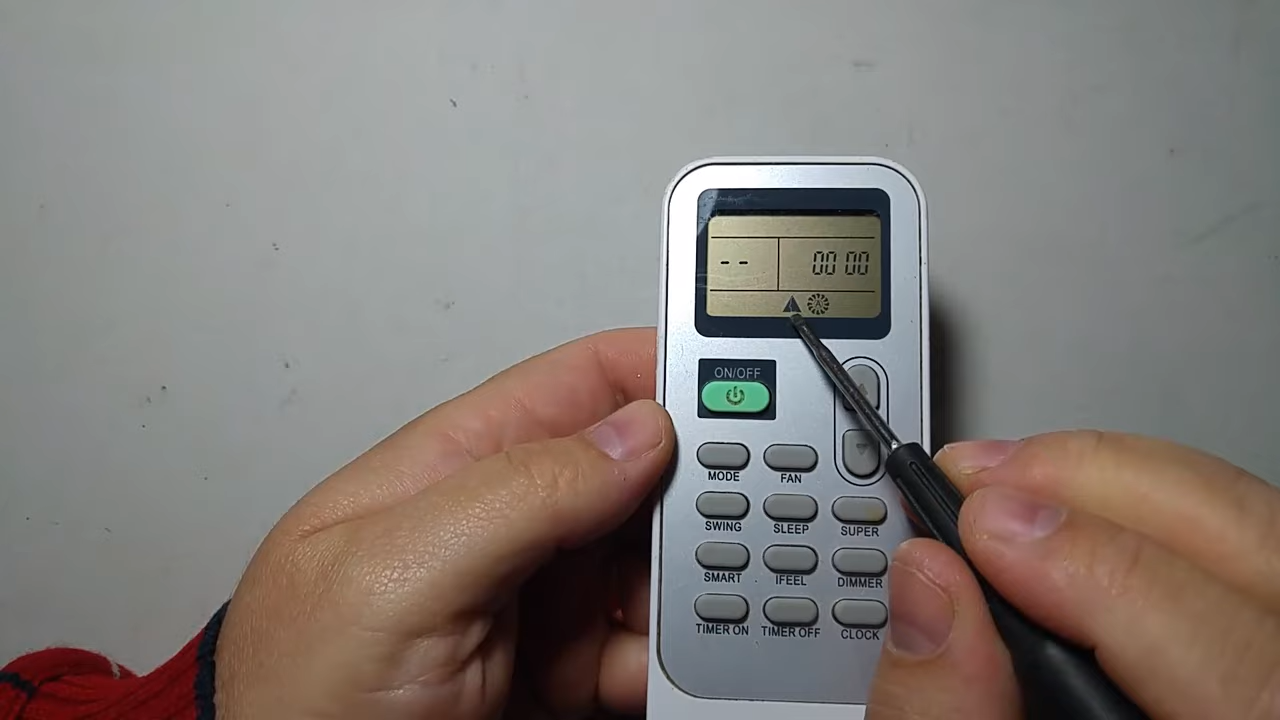 -- 00 00
A
ON/OFF
MODE FAN
SWING SLEEP SUPER
SMART IFEEL DIMMER
TIMER ON TIMER OFF CLOCK